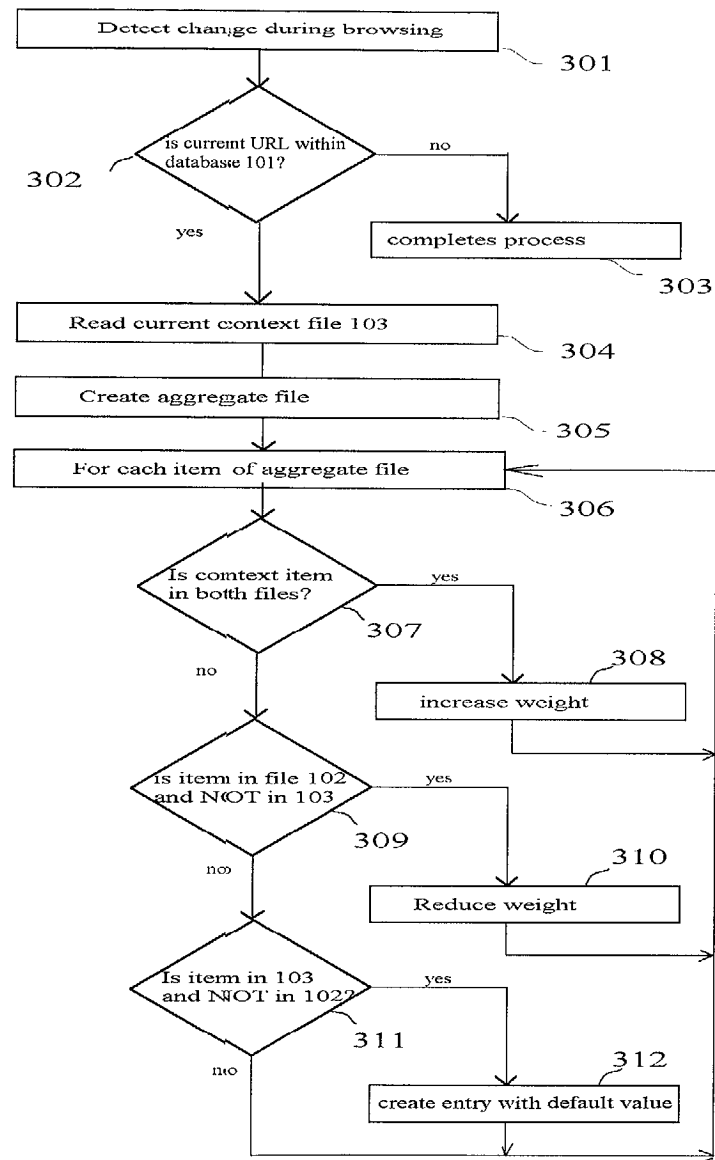 Detect change during browsing
301
is current URL within
database 101?
302
no
yes
completes process
303
Read current context file 103
304
Create aggregate file
305
For each item of aggregate file
306
Is context item
in both files?
yes
307
no
308
increase weight
is item in file 102
and NOT in 103
yes
309
no
310
Reduce weight
Is item in 103
and NOT in 102?
yes
311
no
312
create entry with default value